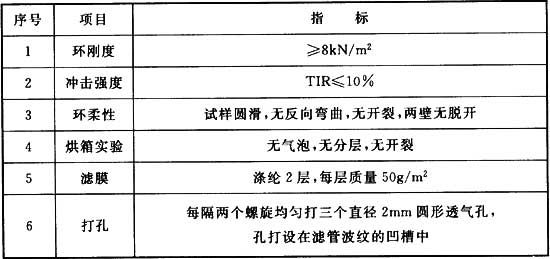 序号 项目 指 标
1 环刚度 ≥8kN/m²
2 冲击强度 TIR≤10%
3 环柔性 试样圆滑,无反向弯曲,无开裂,两壁无脱开
4 烘箱实验 无气泡,无分层,无开裂
5 滤膜 涤纶2层,每层质量50g/m²
6 打孔 每隔两个螺旋均匀打三个直径2mm圆形透气孔,
孔打设在滤管波纹的凹槽中